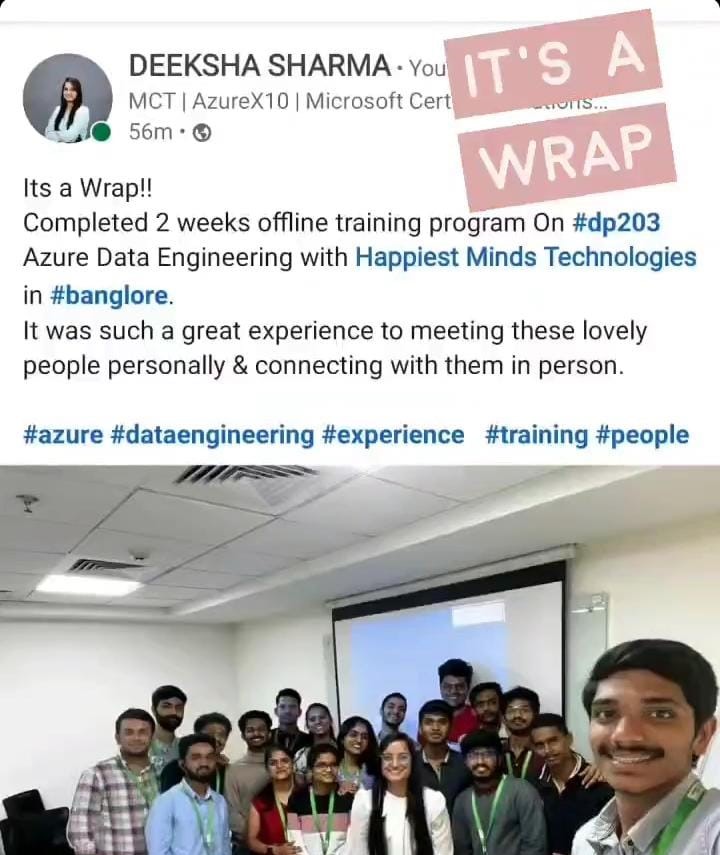 DEEKSHA SHARMA • You
IT'S A
WRAP
MCT | AzureX10 | Microsoft Cert
56m •
Its a Wrap!!
Completed 2 weeks offline training program On #dp203
Azure Data Engineering with Happiest Minds Technologies
in #banglore.
It was such a great experience to meeting these lovely
people personally & connecting with them in person.
#azure #dataengineering #experience #training #people